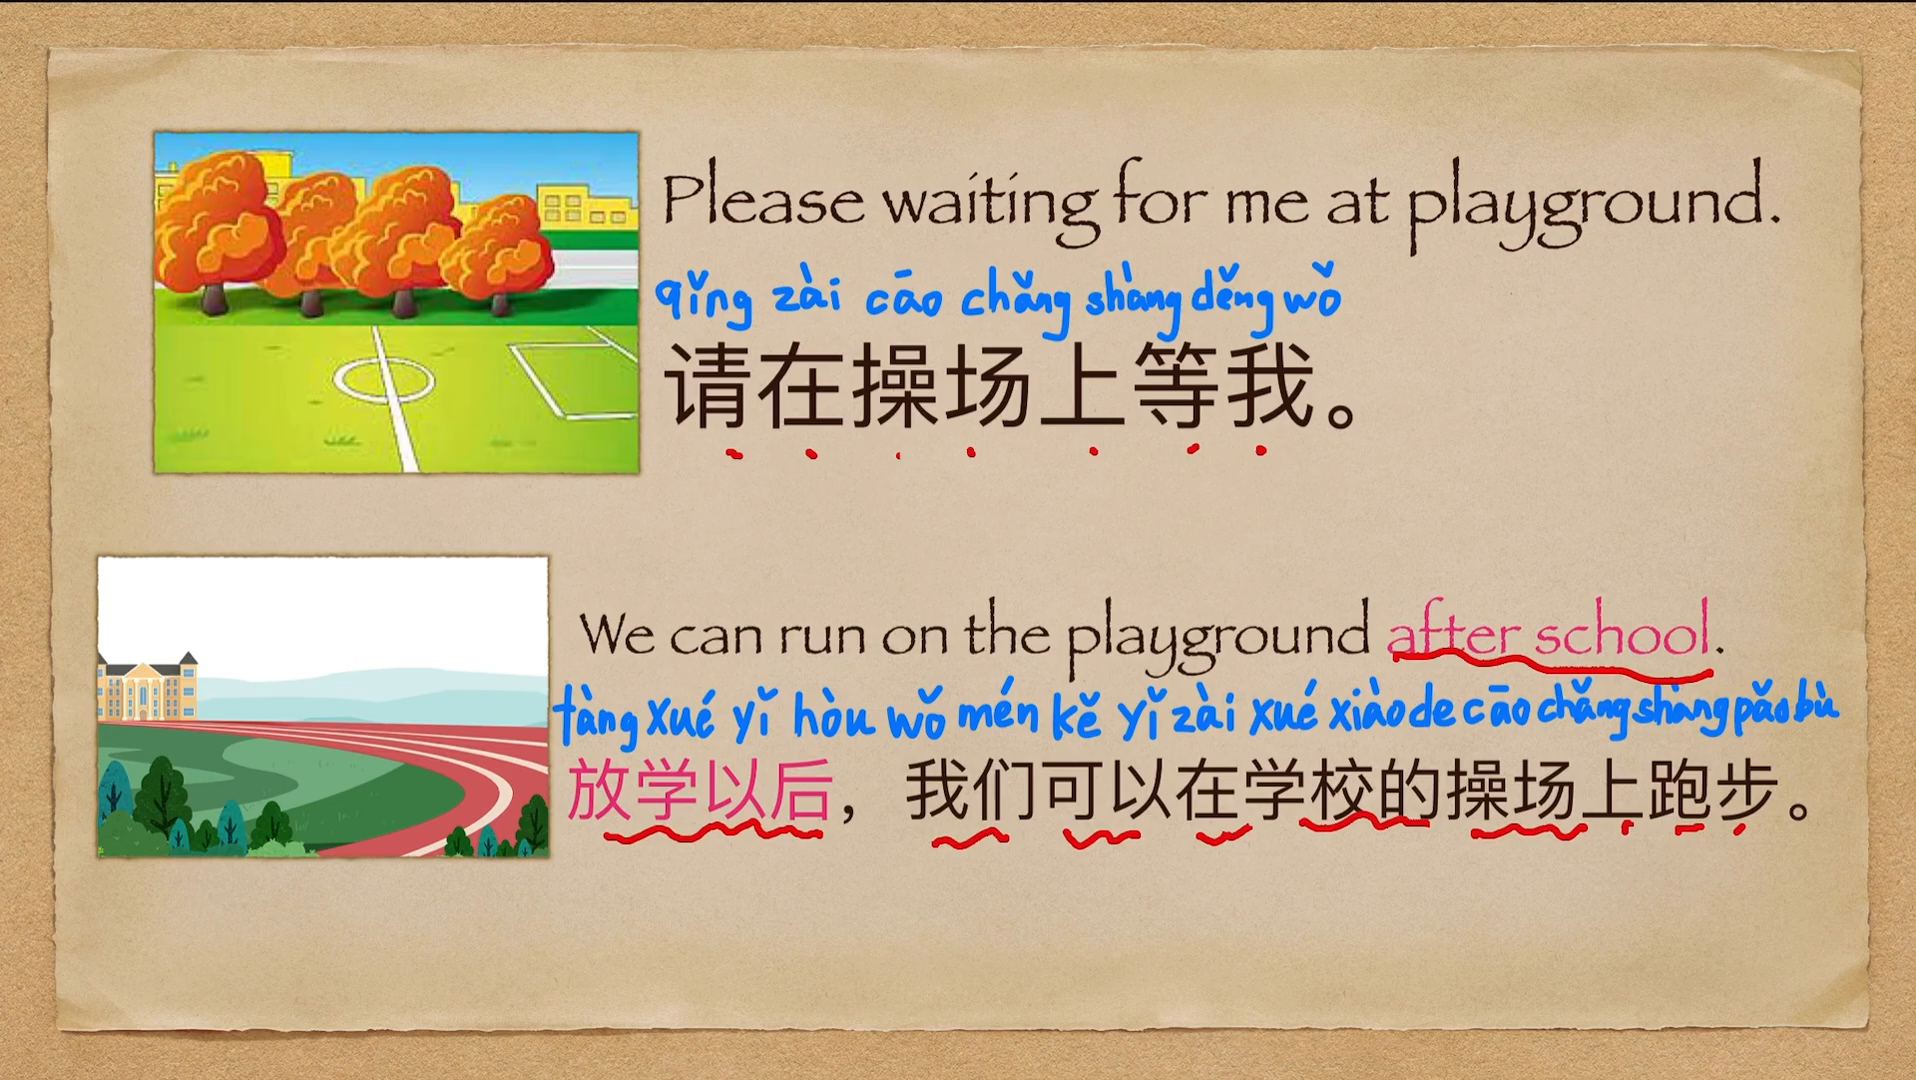 Please waiting for me at playground.
qǐng zài cāo chǎng shàng děng wǒ
请在操场上等我。
We can run on the playground after school.
tàng xué yǐ hòu wǒ mén kě yǐ zài xué xiào de cāo chǎng shàng pǎo bù
放学以后，我们可以在学校的操场上跑步。